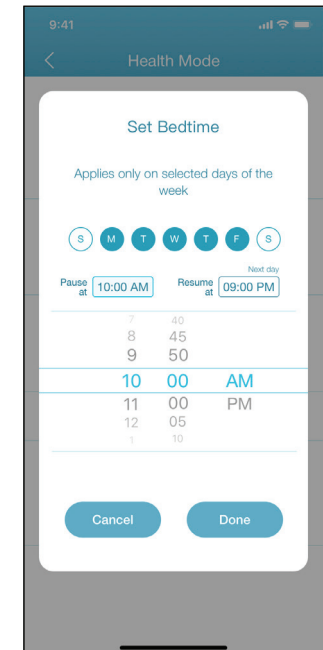 9:41
Health Mode
Set Bedtime
Applies only on selected days of the
week
S M T W T F S
Next day
Pause at 10:00 AM Resume at 09:00 PM
7 40
8 45
9 50
10 00 AM
11 00 PM
12 05
1 10
Cancel Done